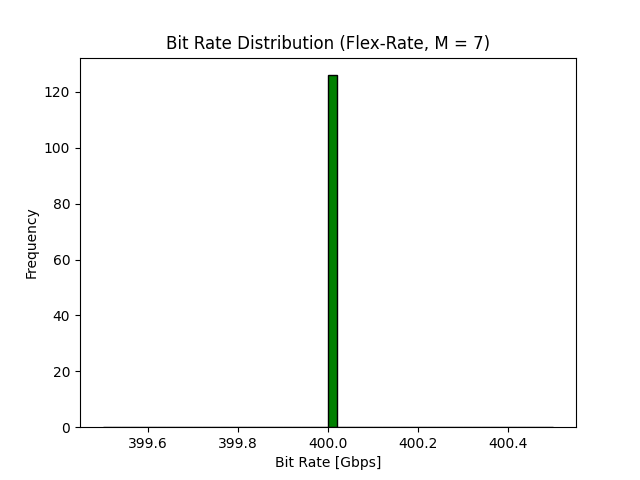 Bit Rate Distribution (Flex-Rate, M = 7)
120
100
80
60
40
20
0
Frequency
399.6 399.8 400.0 400.2 400.4
Bit Rate [Gbps]